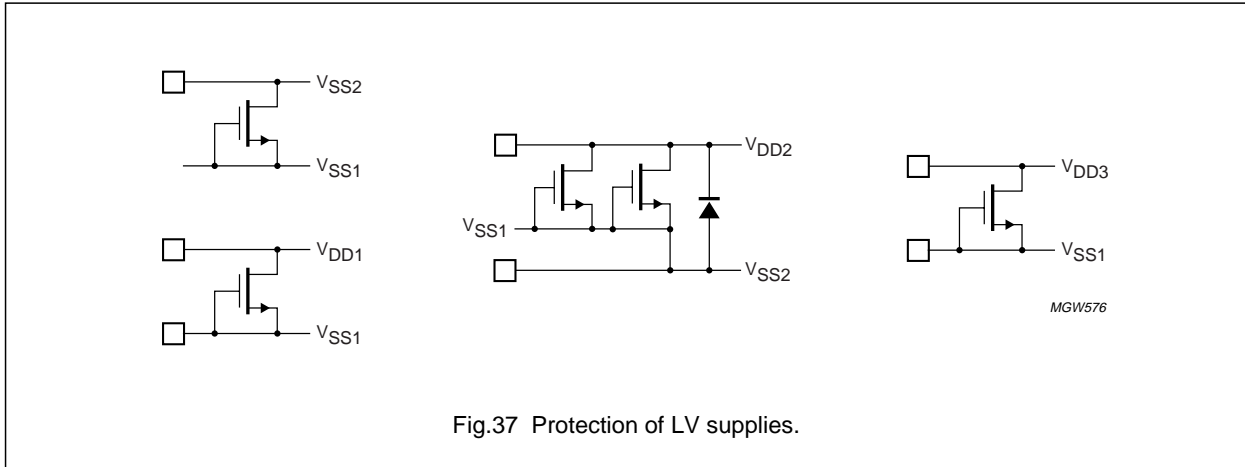 VSS2
VSS1
VDD1
VSS1
VDD2
VSS1
VSS2
VDD3
VSS1
MGW576
Fig.37 Protection of LV supplies.